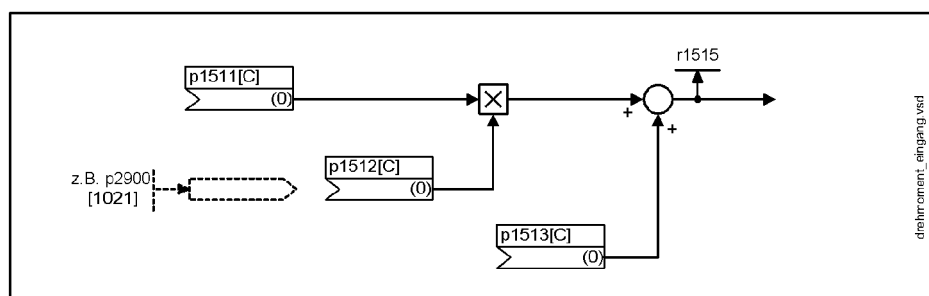 r1515
p1511[C]
(0)
+
+
z.B. p2900
[1021]
p1512[C]
(0)
p1513[C]
(0)
drehmoment_eingang.vsd